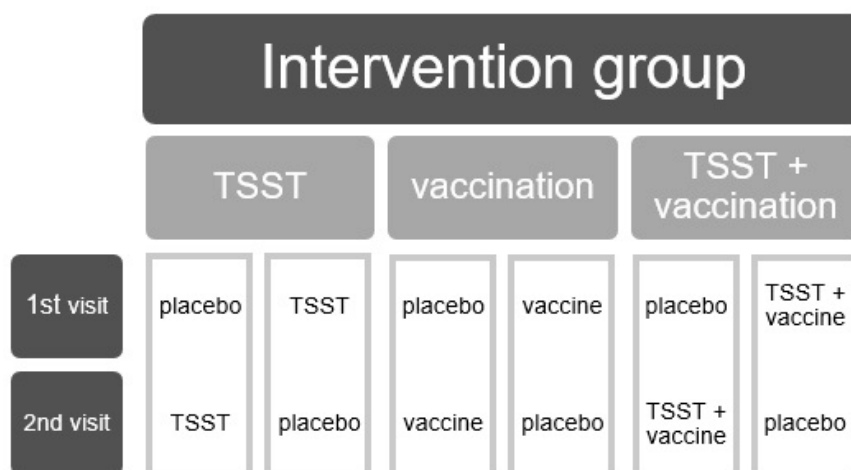 Intervention group
TSST
vaccination
TSST +
vaccination
1st visit
placebo
TSST
placebo
vaccine
placebo
TSST +
vaccine
2nd visit
TSST
placebo
vaccine
placebo
TSST +
vaccine
placebo